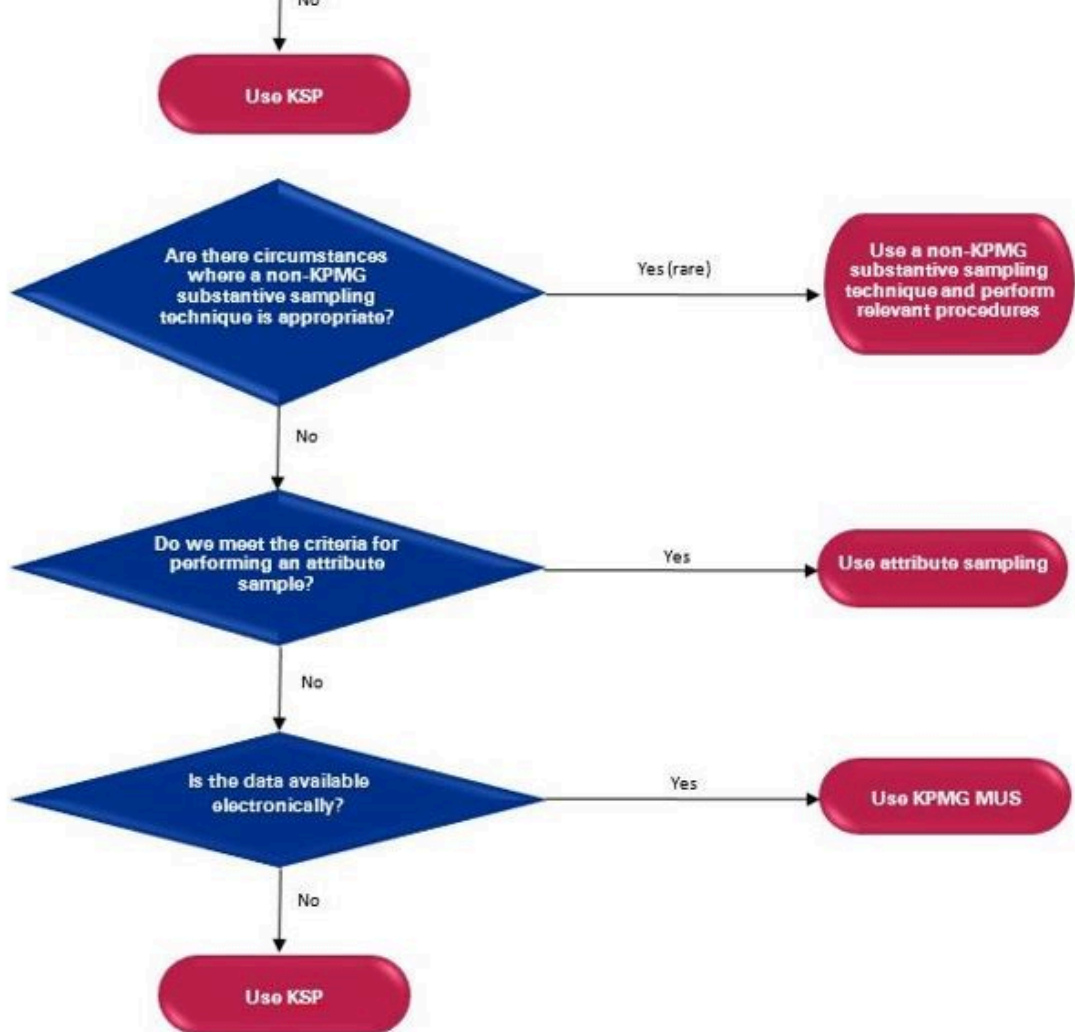 No
Use KSP
Are there circumstances
where a non-KPMG
substantive sampling
technique is appropriate?
Yes (rare)
Use a non-KPMG
substantive sampling
technique and perform
relevant procedures
No
Do we meet the criteria for
performing an attribute
sample?
Yes
Use attribute sampling
No
Is the data available
electronically?
Yes
Use KPMG MUS
No
Use KSP